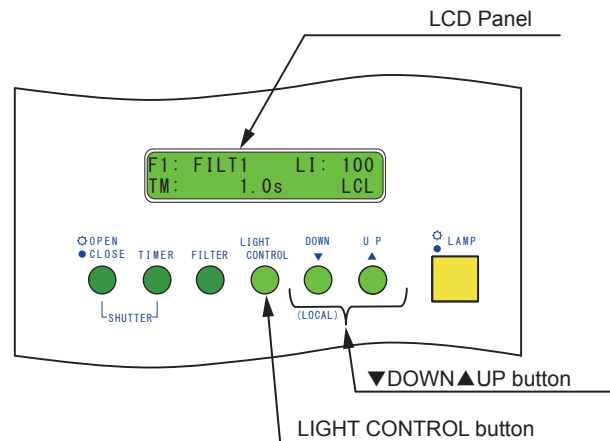 LCD Panel
F1: FILT1 LI: 100
TM: 1.0s LCL
OPEN
CLOSE TIMER FILTER LIGHT CONTROL DOWN ▼ UP ▲ LAMP
SHUTTER
(LOCAL)
▼DOWN▲UP button
LIGHT CONTROL button